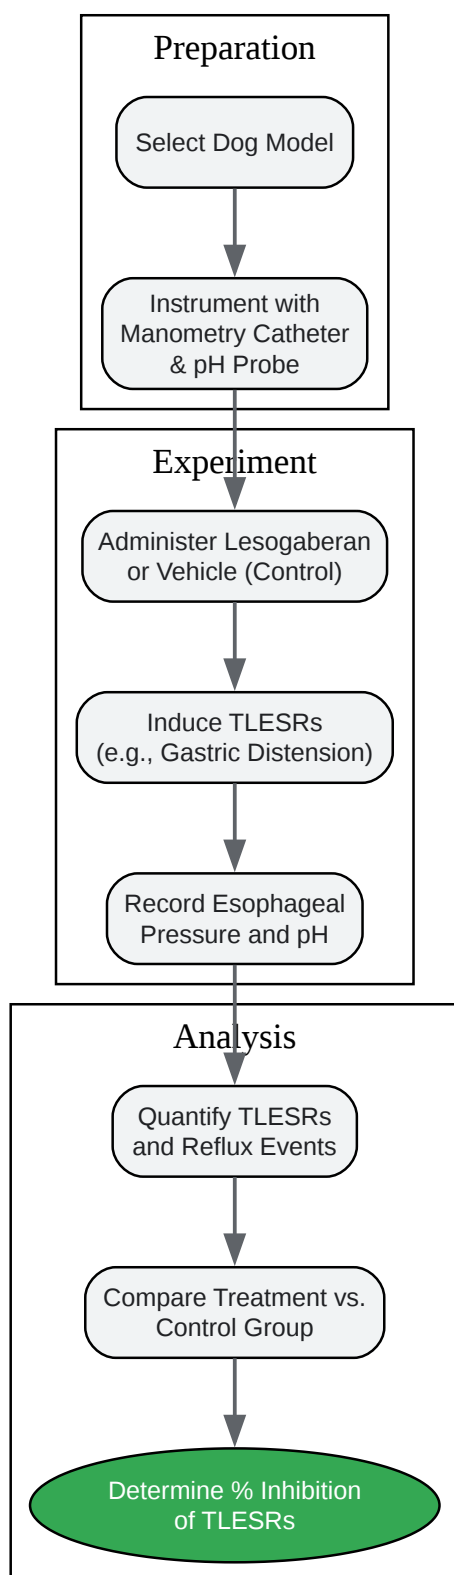 Preparation
Select Dog Model
Instrument with
Manometry Catheter
& pH Probe
Experiment
Administer Lesogaberan
or Vehicle (Control)
Induce TLESRs
(e.g., Gastric Distension)
Record Esophageal
Pressure and pH
Analysis
Quantify TLESRs
and Reflux Events
Compare Treatment vs.
Control Group
Determine % Inhibition
of TLESRs